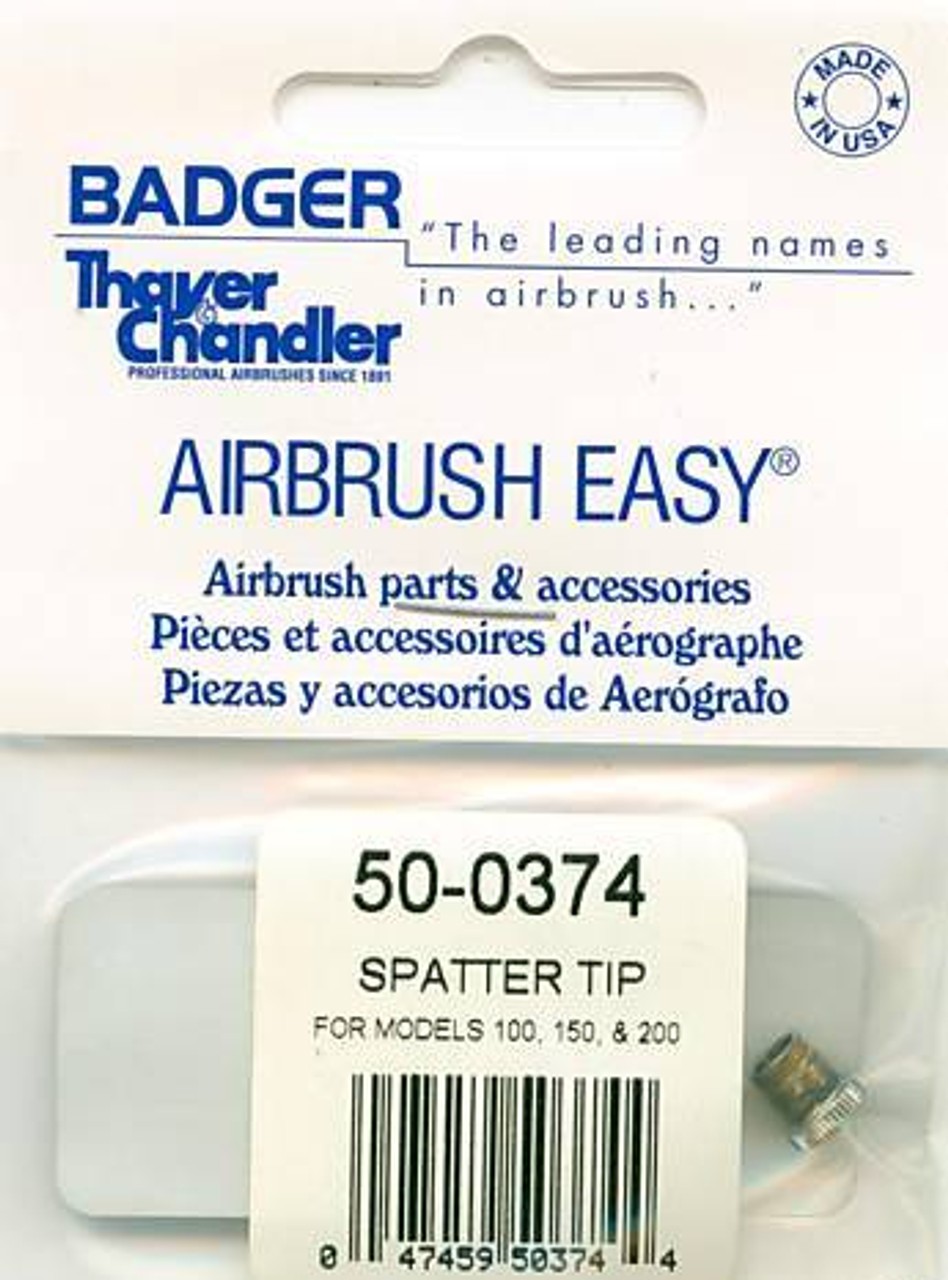 MADE
IN USA
BADGER
"The leading names
in airbrush..."
Thayer
&
Chandler
PROFESSIONAL AIRBRUSHES SINCE 1891
AIRBRUSH EASY®
Airbrush parts & accessories
Pièces et accessoires d'aérographe
Piezas y accesorios de Aerógrafo
50-0374
SPATTER TIP
FOR MODELS 100, 150, & 200
0 47459 50374 4